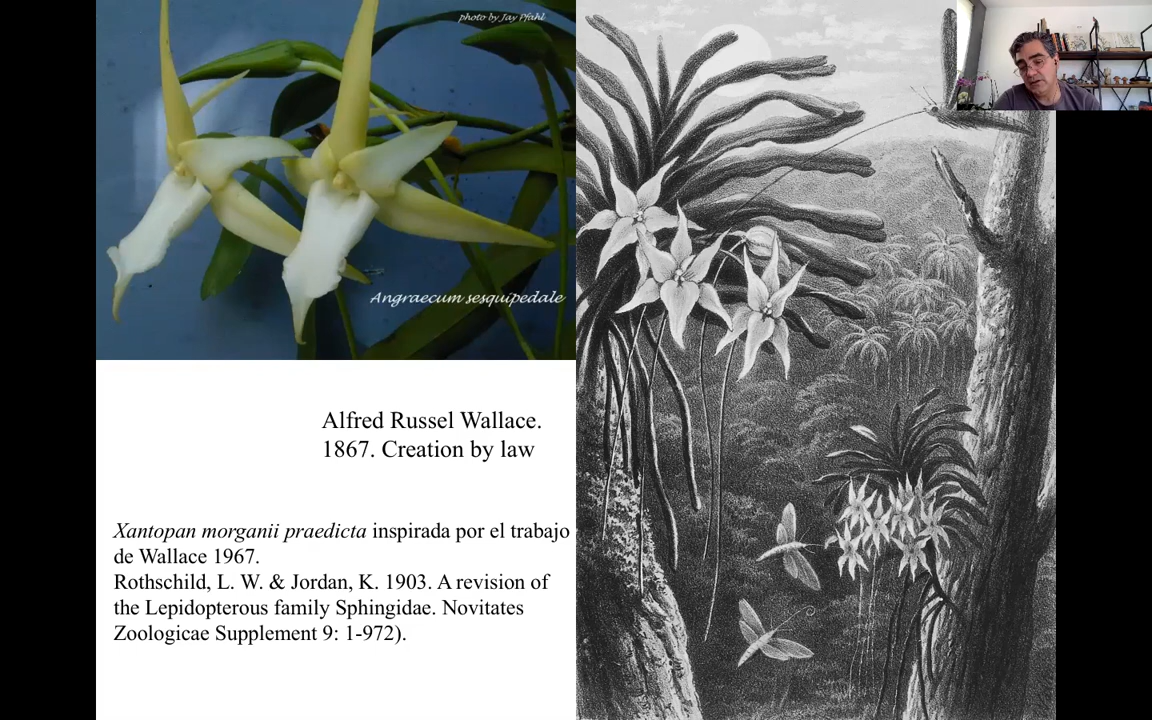 photo by Jay Pfahl
Angraecum sesquipedale
Alfred Russel Wallace.
1867. Creation by law
Xantopan morganii praedicta inspirada por el trabajo
de Wallace 1967.
Rothschild, L. W. & Jordan, K. 1903. A revision of
the Lepidopterous family Sphingidae. Novitates
Zoologicae Supplement 9: 1-972).